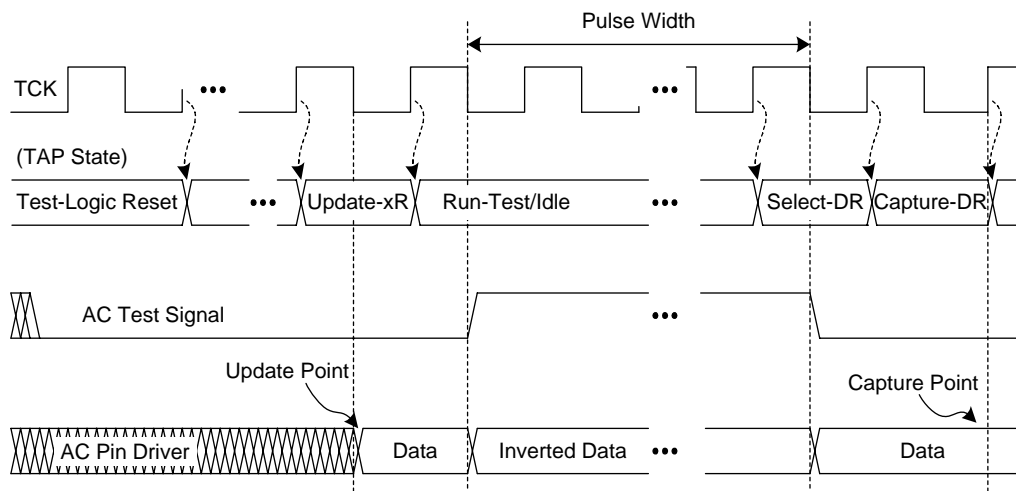 Pulse Width
TCK
(TAP State)
Test-Logic Reset
Update-xR
Run-Test/Idle
Select-DR
Capture-DR
AC Test Signal
Update Point
Capture Point
AC Pin Driver
Data
Inverted Data
Data